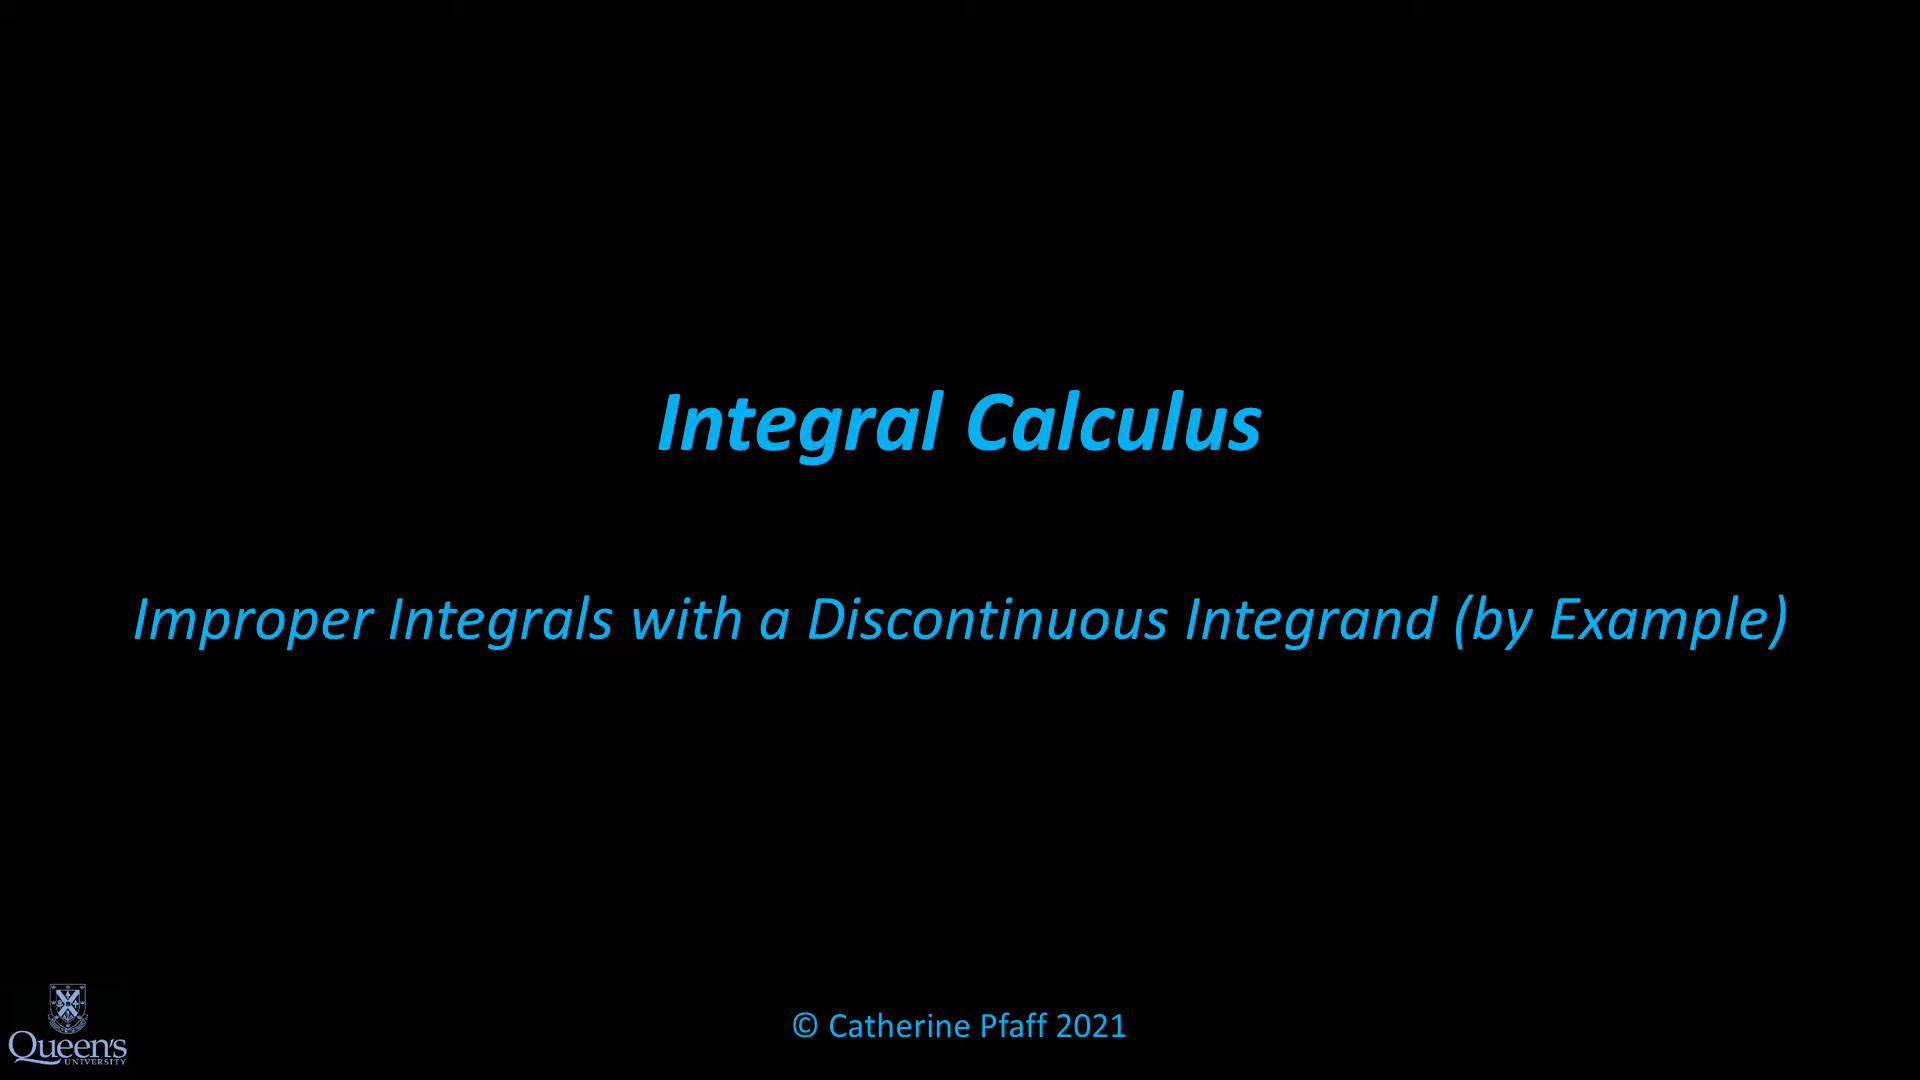 Integral Calculus
Improper Integrals with a Discontinuous Integrand (by Example)
© Catherine Pfaff 2021
Queen's
UNIVERSITY